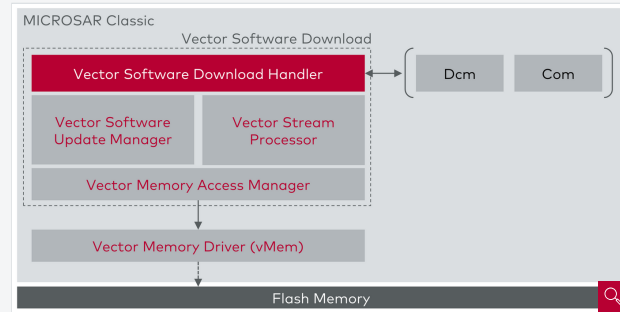 MICROSAR Classic
Vector Software Download
Vector Software Download Handler
Dcm
Com
Vector Software
Update Manager
Vector Stream
Processor
Vector Memory Access Manager
Vector Memory Driver (vMem)
Flash Memory